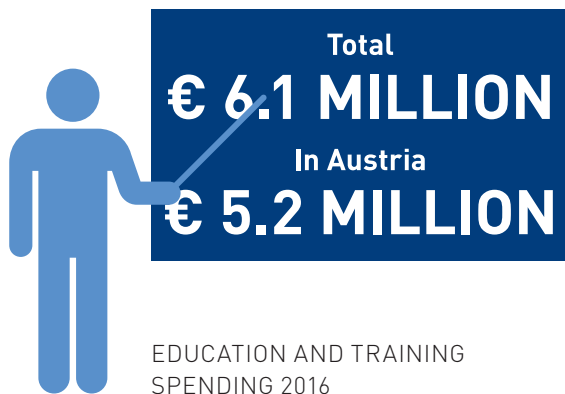 Total
€ 6.1 MILLION
In Austria
€ 5.2 MILLION
EDUCATION AND TRAINING
SPENDING 2016